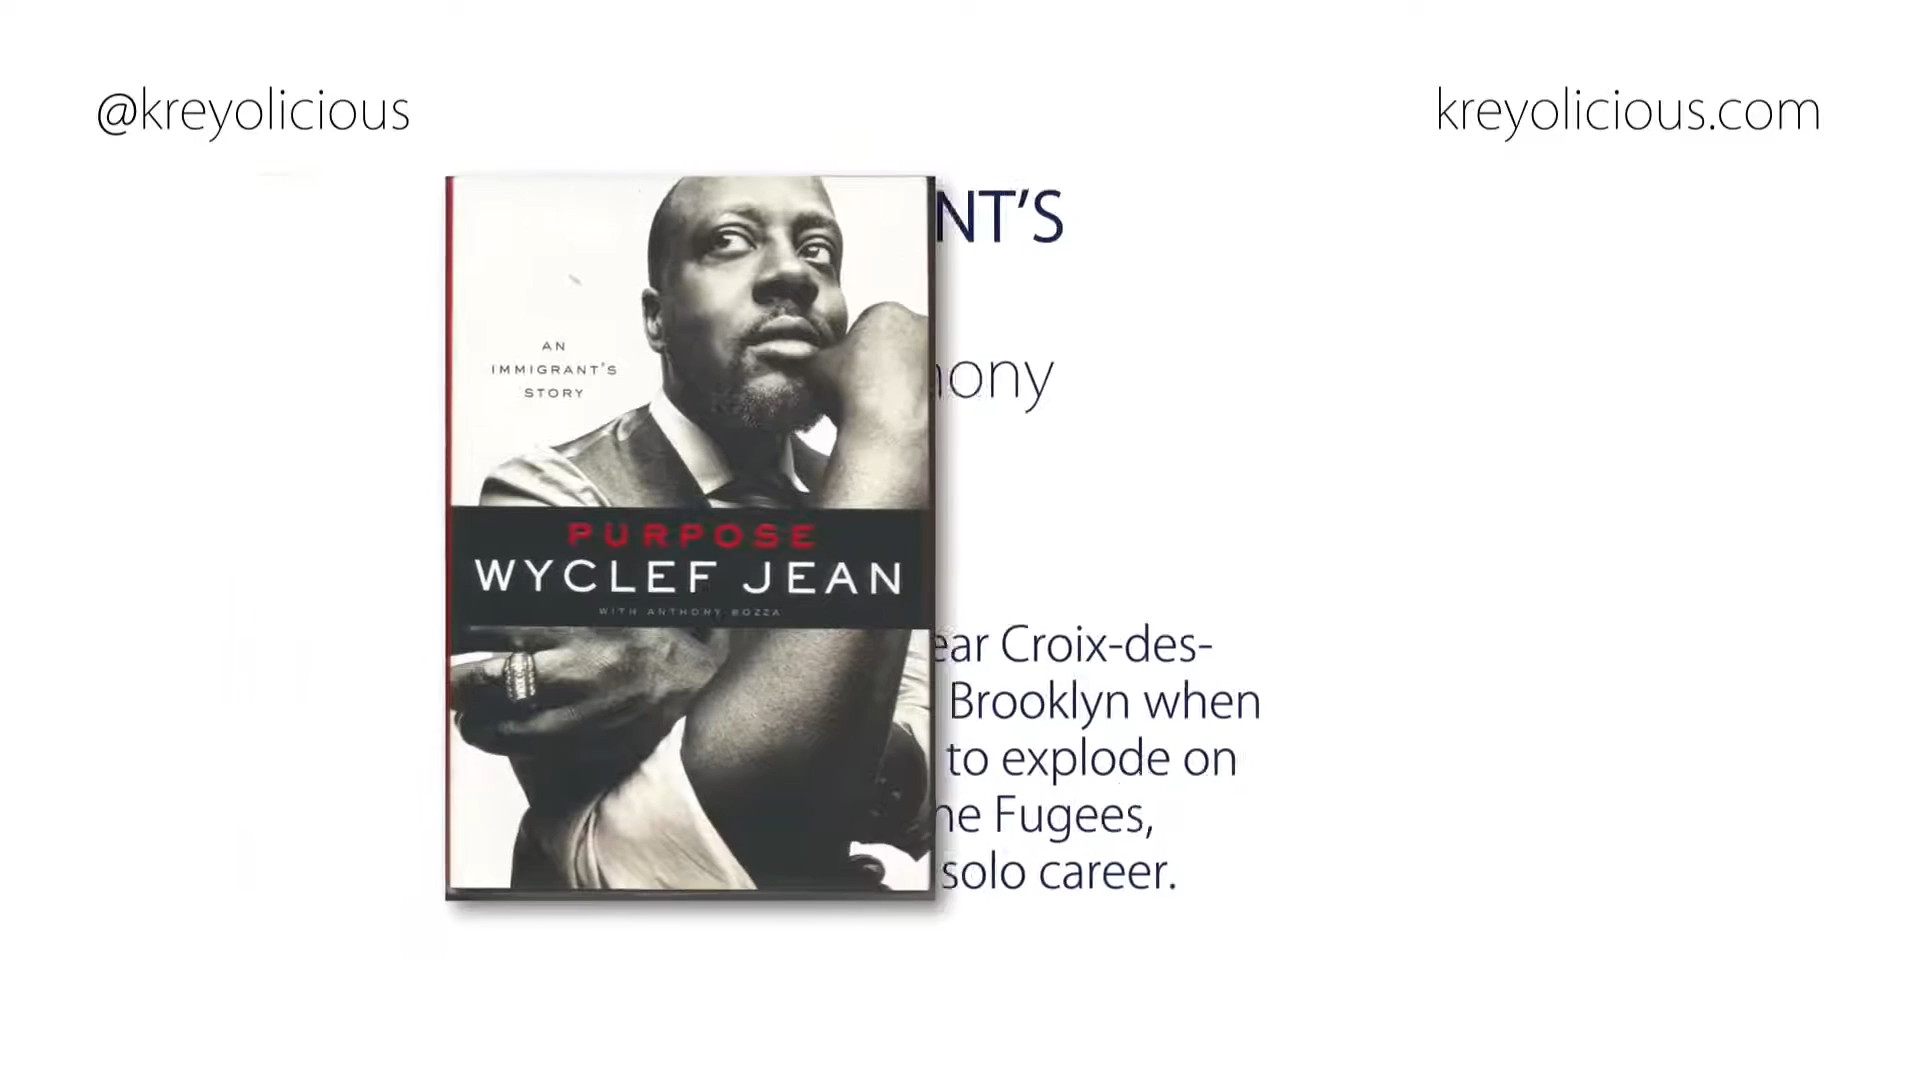 @kreyolicious
kreyolicious.com
NT'S
ony
AN
IMMIGRANT'S
STORY
PURPOSE
WYCLEF JEAN
WITH ANTHONY BOZZA
ear Croix-des-
Brooklyn when
to explode on
he Fugees,
solo career.